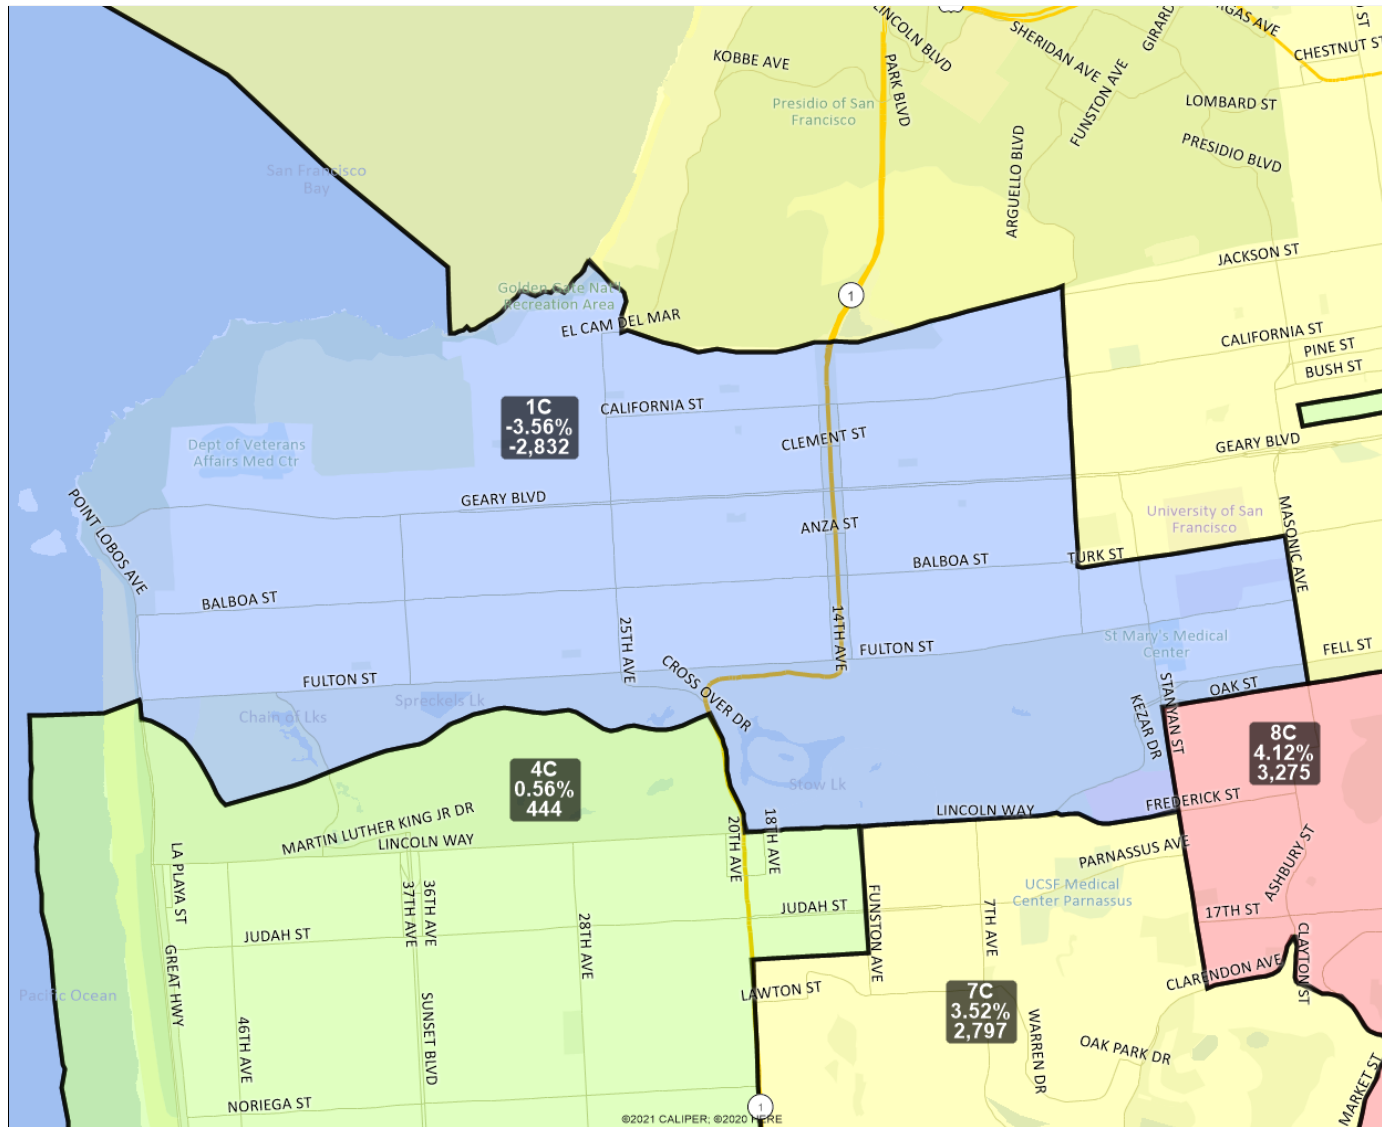 LINCOLN BLVD
SHERIDAN AVE
CHESTNUT ST
KOBBE AVE
PARK BLVD
FUNSTON AVE
Presidio of San
Francisco
LOMBARD ST
PRESIDIO BLVD
ARGUELLO BLVD
San Francisco
Bay
JACKSON ST
Golden Gate Nat'l
Recreation Area
1
EL CAM DEL MAR
CALIFORNIA ST
PINE ST
BUSH ST
1C
-3.56%
-2,832
CALIFORNIA ST
CLEMENT ST
GEARY BLVD
Dept of Veterans
Affairs Med Ctr
POINT LOBOS AVE
GEARY BLVD
ANZA ST
University of San
Francisco
MASONIC AVE
BALBOA ST
TURK ST
BALBOA ST
25TH AVE
14TH AVE
FULTON ST
St Mary's Medical
Center
FELL ST
FULTON ST
CROSS OVER DR
Spreckels Lk
Chain of Lks
OAK ST
STANYAN ST
KEZAR DR
8C
4.12%
3,275
4C
0.56%
444
Stow Lk
FREDERICK ST
LINCOLN WAY
MARTIN LUTHER KING JR DR
LINCOLN WAY
20TH AVE
18TH AVE
PARNASSUS AVE
ASHBURY ST
LA PLAYA ST
37TH AVE
36TH AVE
UCSF Medical
Center Parnassus
FUNSTON AVE
7TH AVE
JUDAH ST
17TH ST
28TH AVE
JUDAH ST
CLAYTON ST
GREAT HWY
CLARENDON AVE
Pacific Ocean
LAWTON ST
7C
3.52%
2,797
SUNSET BLVD
46TH AVE
WARREN DR
OAK PARK DR
MARKET ST
NORIEGA ST
1
©2021 CALIPER; ©2020 HERE